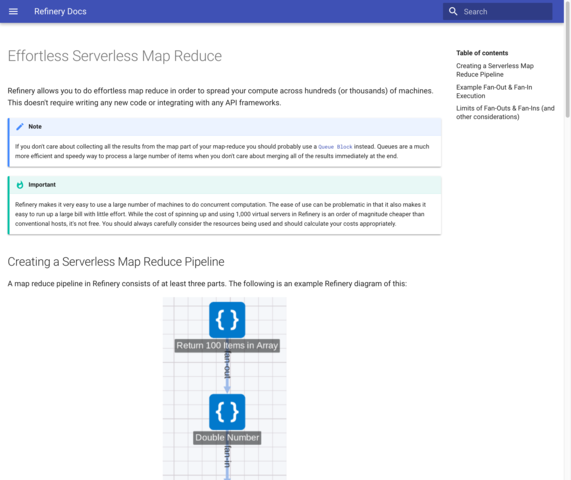 Refinery Docs
Search
Effortless Serverless Map Reduce
Refinery allows you to do effortless map reduce in order to spread your compute across hundreds (or thousands) of machines.
This doesn't require writing any new code or integrating with any API frameworks.
Note
If you don't care about collecting all the results from the map part of your map-reduce you should probably use a Queue Block instead. Queues are a much
more efficient and speedy way to process a large number of items when you don't care about merging all of the results immediately at the end.
Important
Refinery makes it very easy to use a large number of machines to do concurrent computation. The ease of use can be problematic in that it also makes it
easy to run up a large bill with little effort. While the cost of spinning up and using 1,000 virtual servers in Refinery is an order of magnitude cheaper than
conventional hosts, it's not free. You should always carefully consider the resources being used and should calculate your costs appropriately.
Creating a Serverless Map Reduce Pipeline
A map reduce pipeline in Refinery consists of at least three parts. The following is an example Refinery diagram of this:
{ }
Return 100 Items in Array
fan-out
{ }
Double Number
fan-in
Table of contents
Creating a Serverless Map
Reduce Pipeline
Example Fan-Out & Fan-In
Execution
Limits of Fan-Outs & Fan-Ins (and
other considerations)